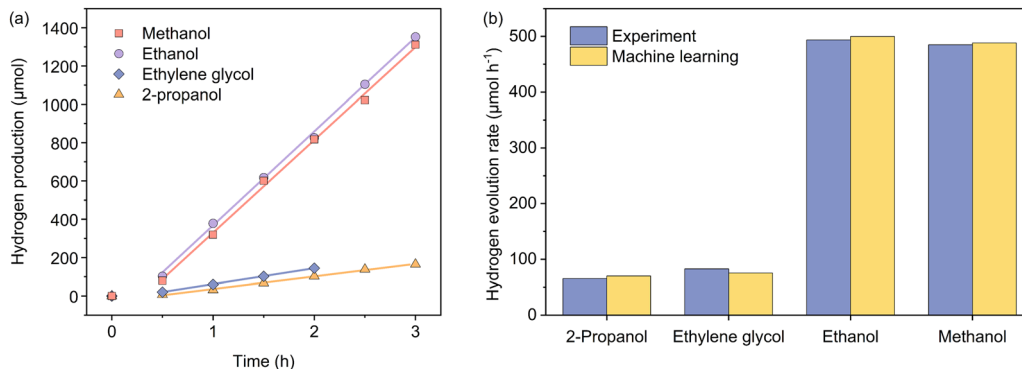 (a)
Hydrogen production (μmol)
1400
1200
1000
800
600
400
200
0
Methanol
Ethanol
Ethylene glycol
2-propanol
0
1
2
3
Time (h)
(b)
Hydrogen evolution rate (μmol h⁻¹)
500
400
300
200
100
0
Experiment
Machine learning
2-Propanol
Ethylene glycol
Ethanol
Methanol